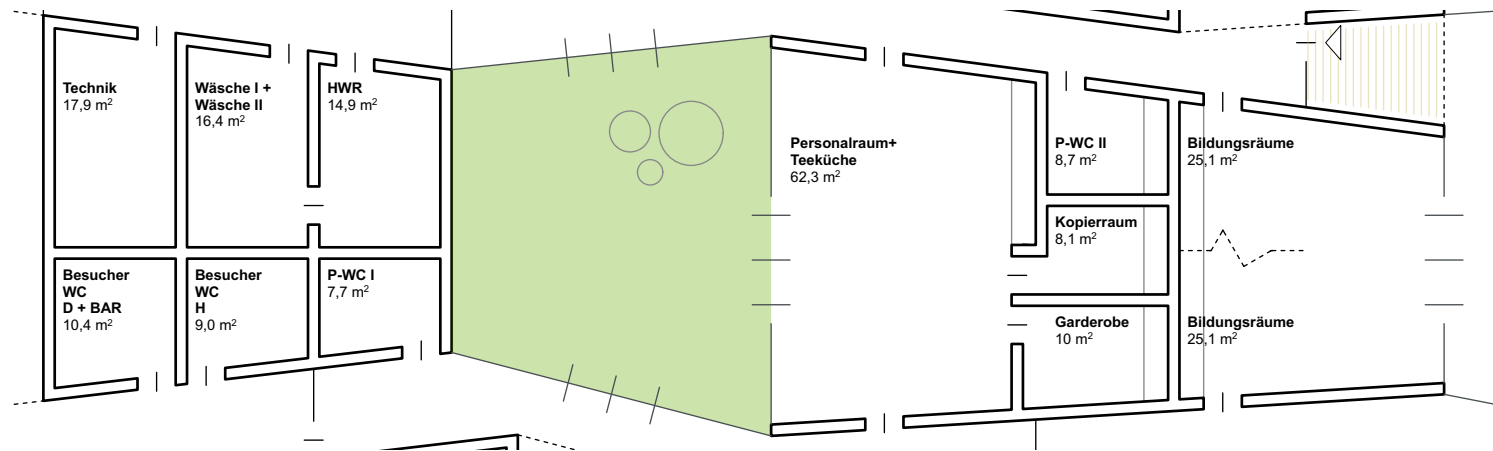 Technik
17,9 m²
Wäsche I +
Wäsche II
16,4 m²
HWR
14,9 m²
Personalraum+
Teeküche
62,3 m²
P-WC II
8,7 m²
Bildungsräume
25,1 m²
Kopierraum
8,1 m²
Besucher
WC
D + BAR
10,4 m²
Besucher
WC
H
9,0 m²
P-WC I
7,7 m²
Garderobe
10 m²
Bildungsräume
25,1 m²